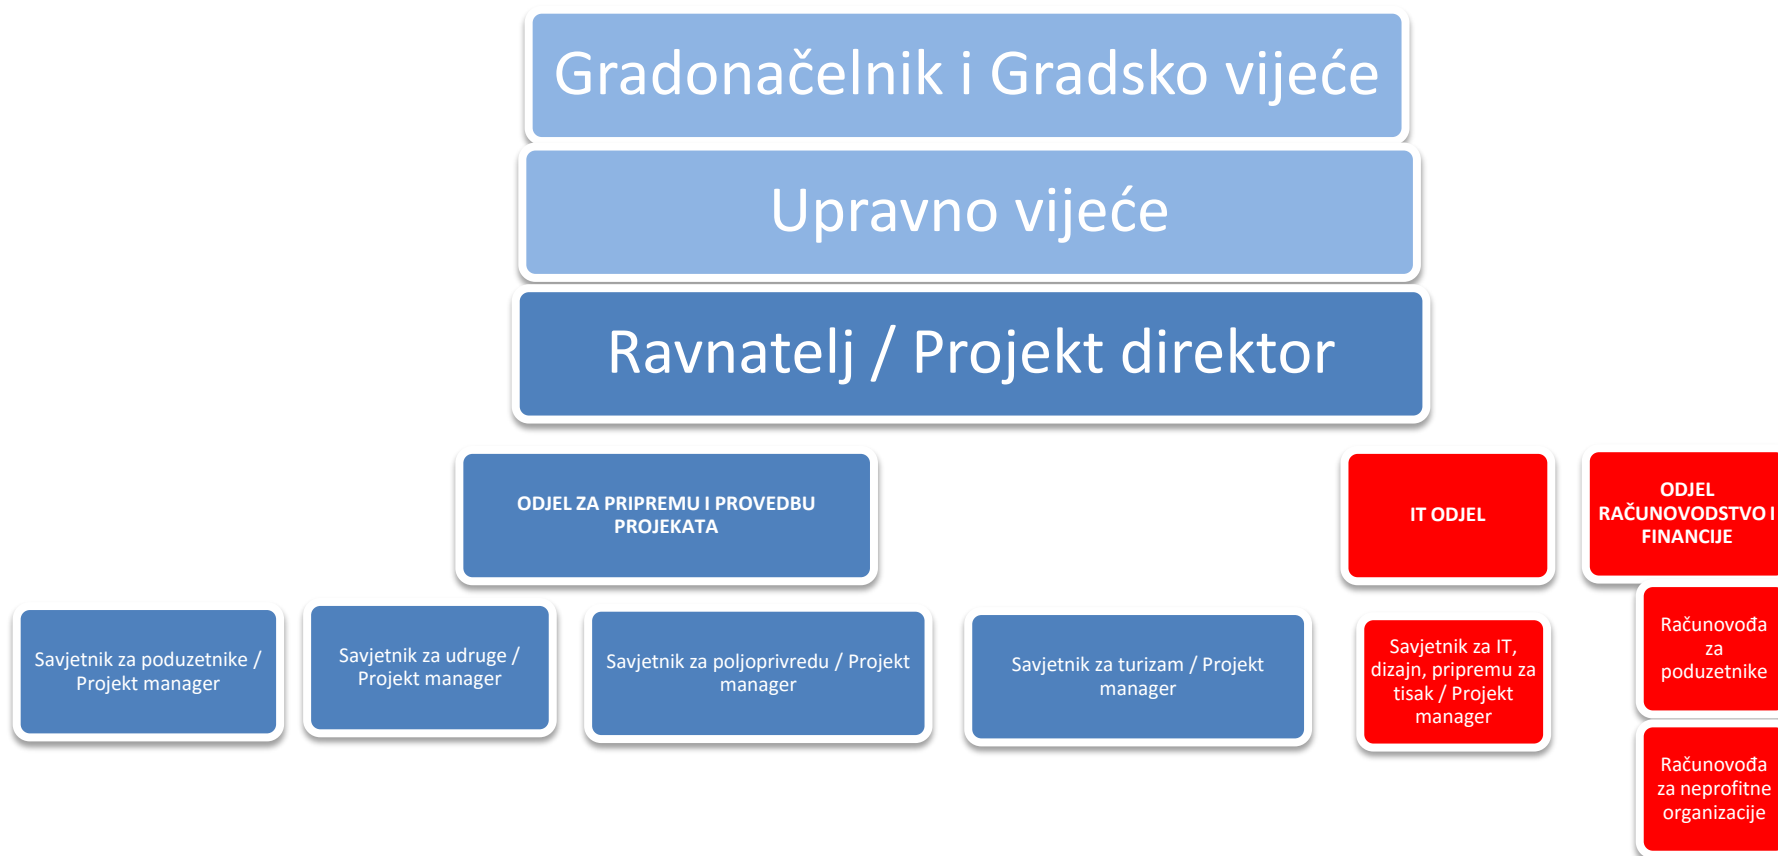 Gradonačelnik i Gradsko vijeće
Upravno vijeće
Ravnatelj / Projekt direktor
ODJEL ZA PRIPREMU I PROVEDBU
PROJEKATA
IT ODJEL
ODJEL
RAČUNOVODSTVO I
FINANCIJE
Savjetnik za poduzetnike /
Projekt manager
Savjetnik za udruge /
Projekt manager
Savjetnik za poljoprivredu / Projekt
manager
Savjetnik za turizam / Projekt
manager
Savjetnik za IT,
dizajn, pripremu za
tisak / Projekt
manager
Računovođa
za
poduzetnike
Računovođa
za neprofitne
organizacije